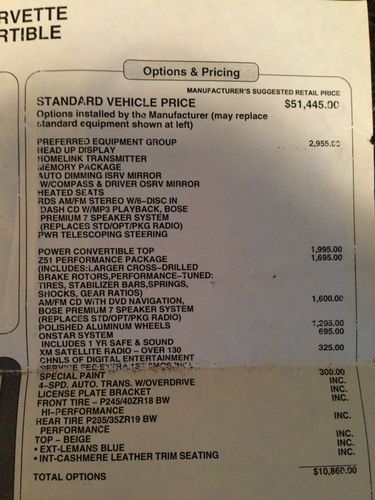 RVETTE
RTIBLE
Options & Pricing
MANUFACTURER'S SUGGESTED RETAIL PRICE
STANDARD VEHICLE PRICE $51,445.00
Options installed by the Manufacturer (may replace
standard equipment shown at left)
PREFERRED EQUIPMENT GROUP 2,955.00
HEAD UP DISPLAY
HOMELINK TRANSMITTER
MEMORY PACKAGE
AUTO DIMMING ISRV MIRROR
W/COMPASS & DRIVER OSRV MIRROR
HEATED SEATS
RDS AM/FM STEREO W/6-DISC IN
DASH CD W/MP3 PLAYBACK, BOSE
PREMIUM 7 SPEAKER SYSTEM
(REPLACES STD/OPT/PKG RADIO)
PWR TELESCOPING STEERING
POWER CONVERTIBLE TOP 1,995.00
Z51 PERFORMANCE PACKAGE 1,695.00
(INCLUDES:LARGER CROSS-DRILLED
BRAKE ROTORS,PERFORMANCE-TUNED:
TIRES, STABILIZER BARS,SPRINGS,
SHOCKS, GEAR RATIOS)
AM/FM CD WITH DVD NAVIGATION, 1,600.00
BOSE PREMIUM 7 SPEAKER SYSTEM
(REPLACES STD/OPT/PKG RADIO)
POLISHED ALUMINUM WHEELS 1,295.00
ONSTAR SYSTEM 695.00
INCLUDES 1 YR SAFE & SOUND
XM SATELLITE RADIO - OVER 130 325.00
CHNLS OF DIGITAL ENTERTAINMENT
SERVICE FEE EXTRA
SPECIAL PAINT 300.00
4-SPD. AUTO. TRANS. W/OVERDRIVE INC.
LICENSE PLATE BRACKET INC.
FRONT TIRE - P245/40ZR18 BW INC.
HI-PERFORMANCE
REAR TIRE P285/35ZR19 BW INC.
PERFORMANCE
TOP - BEIGE INC.
• EXT-LEMANS BLUE INC.
• INT-CASHMERE LEATHER TRIM SEATING INC.
TOTAL OPTIONS $10,860.00